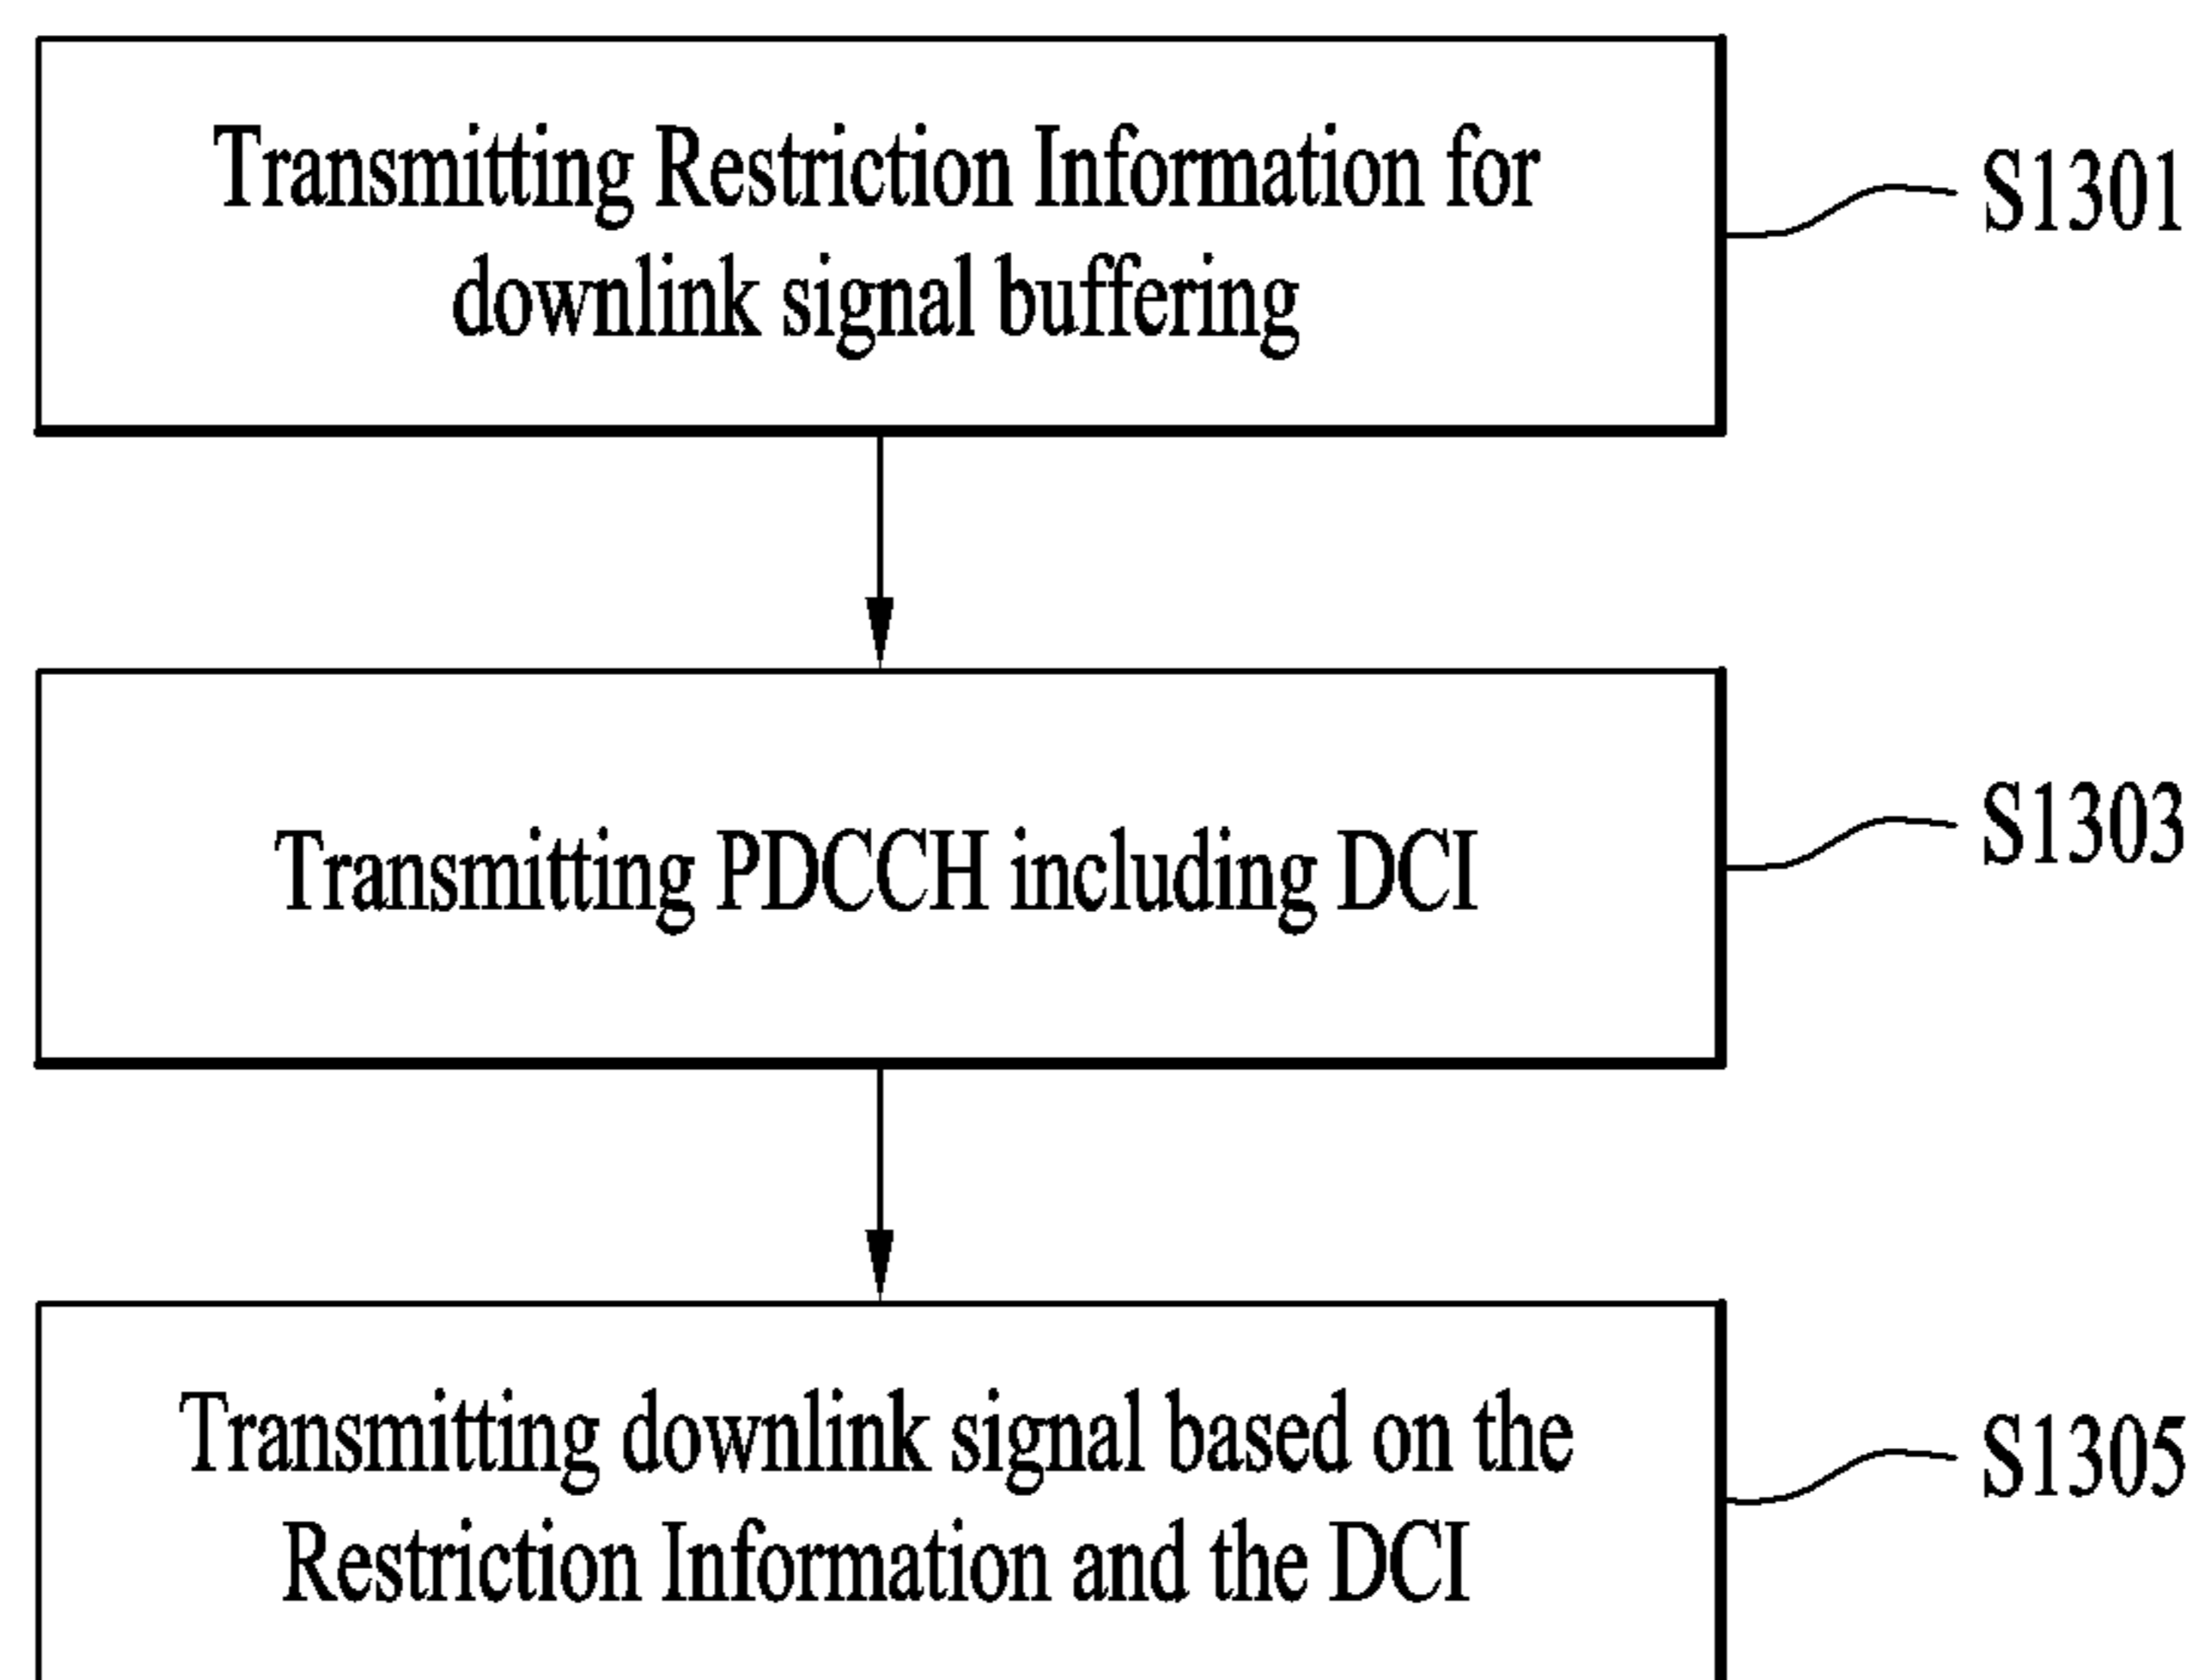 Transmitting Restriction Information for
downlink signal buffering
S1301
Transmitting PDCCH including DCI
S1303
Transmitting downlink signal based on the
Restriction Information and the DCI
S1305